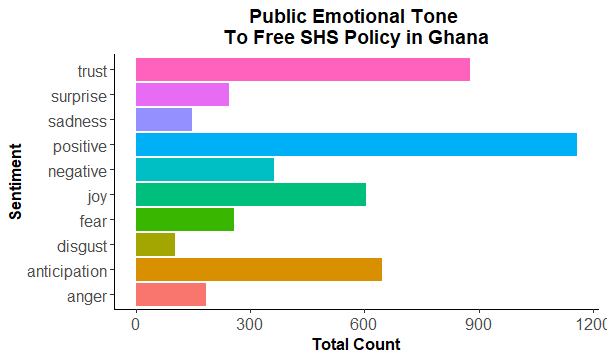 Public Emotional Tone
To Free SHS Policy in Ghana
Sentiment
trust
surprise
sadness
positive
negative
joy
fear
disgust
anticipation
anger
0 300 600 900 1200
Total Count